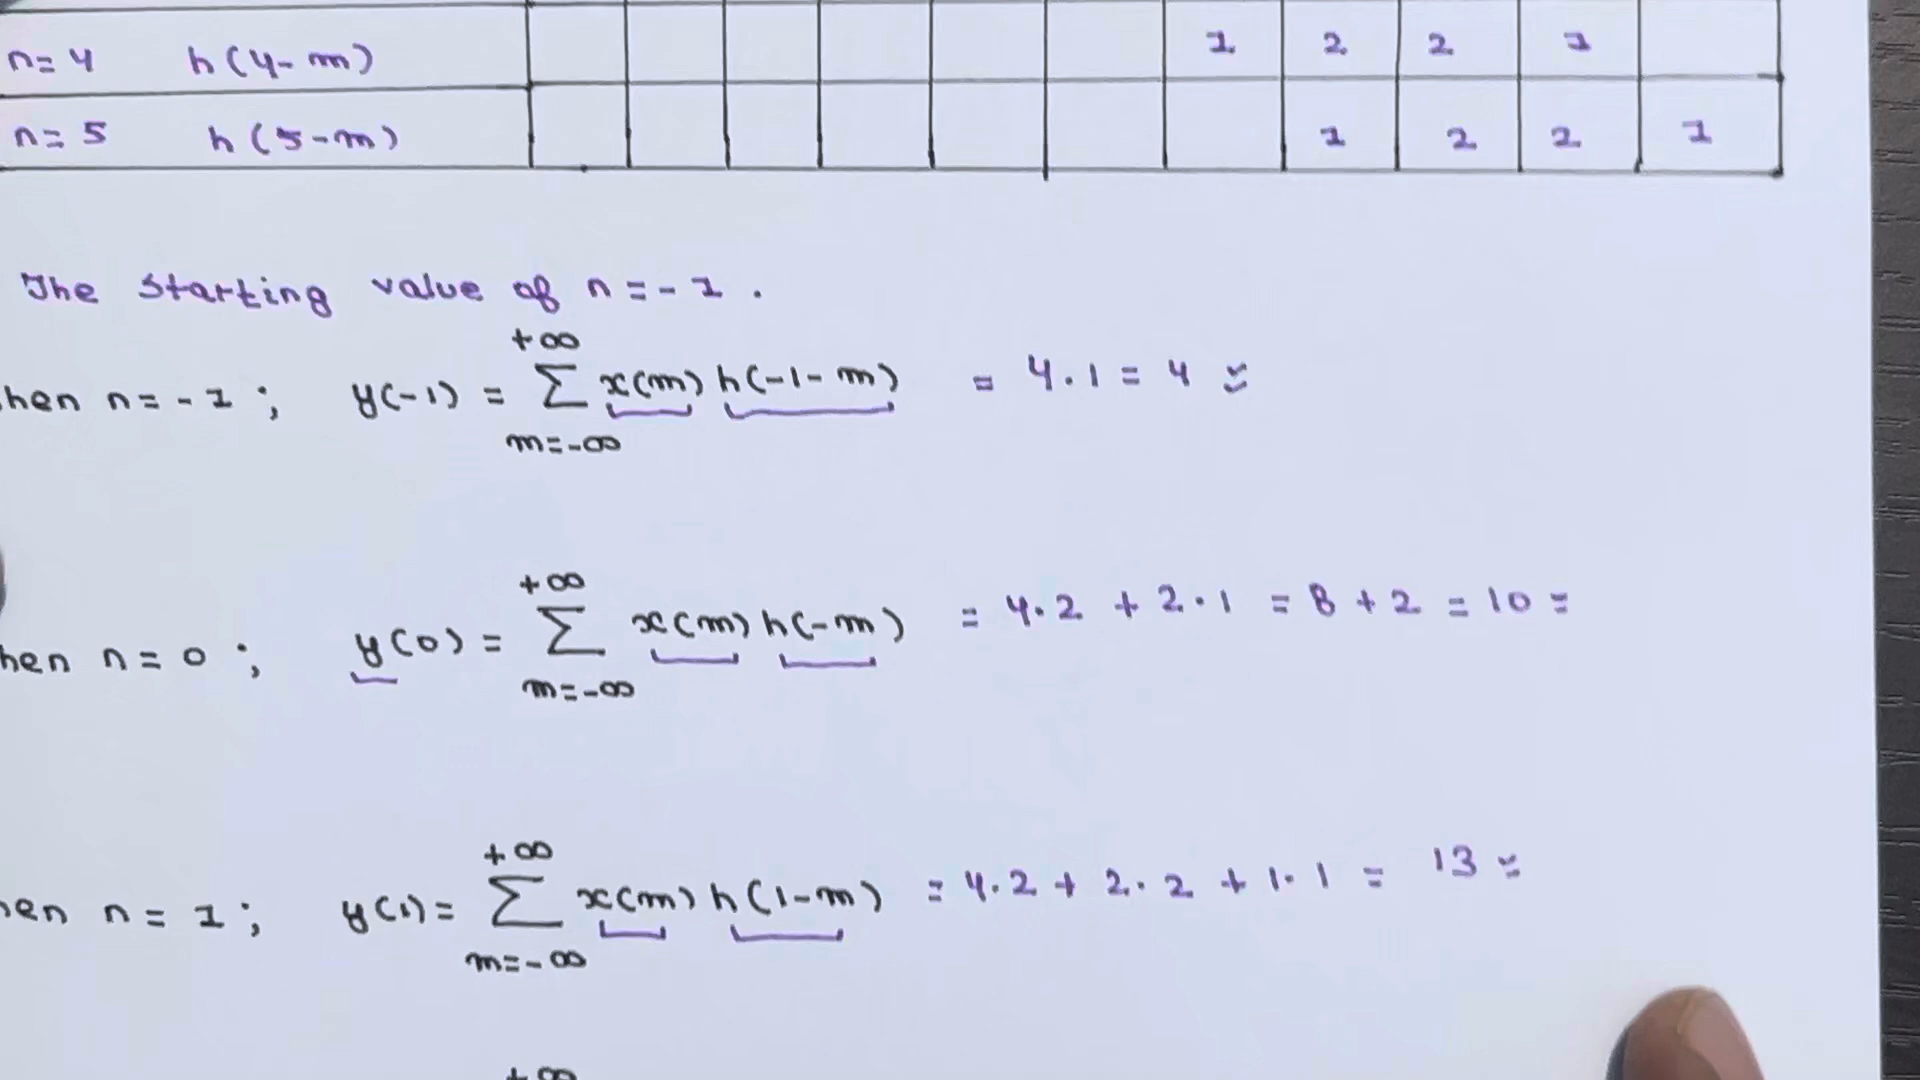 n=4 h(4-m) 1 2 2 1
n=5 h(5-m) 1 2 2 1
The starting value of n=-1.
hen n=-1; y(-1) = +∞ Σ m=-∞ x(m) h(-1-m) = 4.1 = 4
hen n=0; y(0) = +∞ Σ m=-∞ x(m) h(-m) = 4.2 + 2.1 = 8+2 = 10 =
en n=1; y(1) = +∞ Σ m=-∞ x(m) h(1-m) = 4.2 + 2.2 + 1.1 = 13
+∞